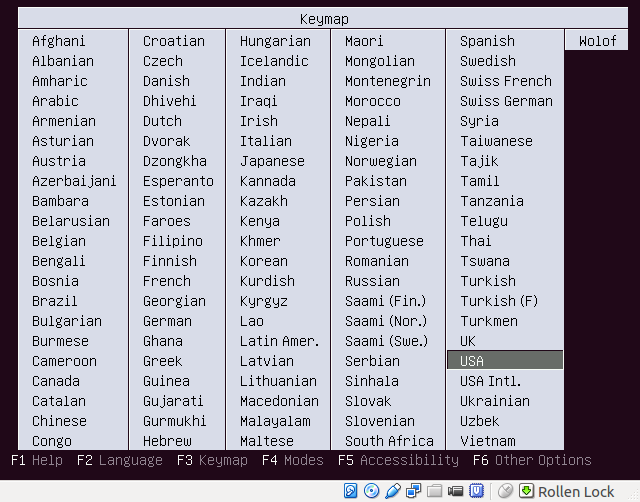 Keymap
Afghani
Albanian
Amharic
Arabic
Armenian
Asturian
Austria
Azerbaijani
Bambara
Belarusian
Belgian
Bengali
Bosnia
Brazil
Bulgarian
Burmese
Cameroon
Canada
Catalan
Chinese
Congo
Croatian
Czech
Danish
Dhivehi
Dutch
Dvorak
Dzongkha
Esperanto
Estonian
Faroes
Filipino
Finnish
French
Georgian
German
Ghana
Greek
Guinea
Gujarati
Gurmukhi
Hebrew
Hungarian
Icelandic
Indian
Iraqi
Irish
Italian
Japanese
Kannada
Kazakh
Kenya
Khmer
Korean
Kurdish
Kyrgyz
Lao
Latin Amer.
Latvian
Lithuanian
Macedonian
Malayalam
Maltese
Maori
Mongolian
Montenegrin
Morocco
Nepali
Nigeria
Norwegian
Pakistan
Persian
Polish
Portuguese
Romanian
Russian
Saami (Fin.)
Saami (Nor.)
Saami (Swe.)
Serbian
Sinhala
Slovak
Slovenian
South Africa
Spanish
Swedish
Swiss French
Swiss German
Syria
Taiwanese
Tajik
Tamil
Tanzania
Telugu
Thai
Tswana
Turkish
Turkish (F)
Turkmen
UK
USA
USA Intl.
Ukrainian
Uzbek
Vietnam
Wolof
F1 Help F2 Language F3 Keymap F4 Modes F5 Accessibility F6 Other Options
Rollen Lock